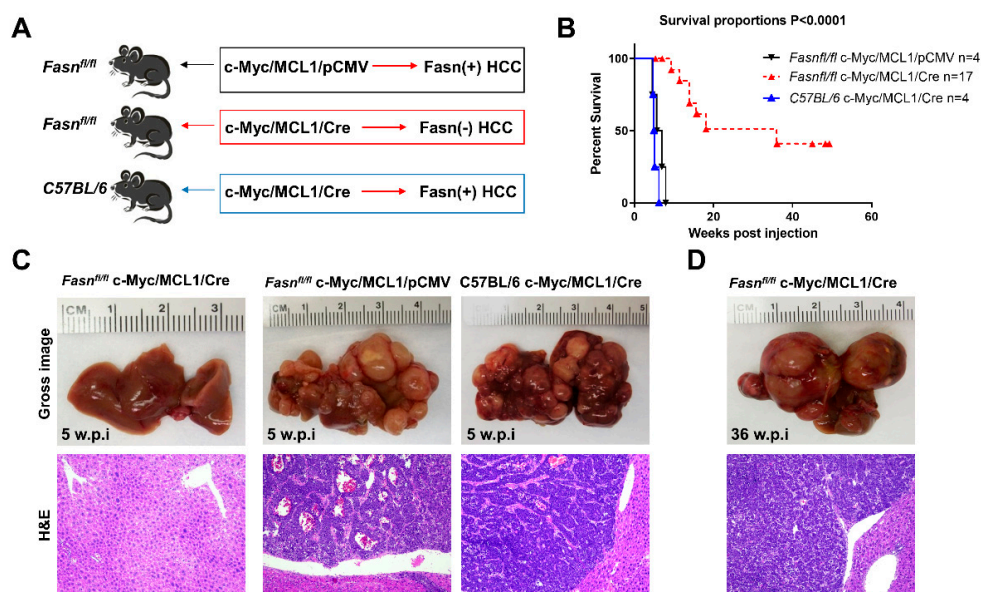 A
Fasnfl/fl
c-Myc/MCL1/pCMV
Fasn(+) HCC
Fasnfl/fl
c-Myc/MCL1/Cre
Fasn(-) HCC
C57BL/6
c-Myc/MCL1/Cre
Fasn(+) HCC
B
Survival proportions P<0.0001
Percent Survival
100
50
0
0
20
40
60
Weeks post injection
Fasnfl/fl c-Myc/MCL1/pCMV n=4
Fasnfl/fl c-Myc/MCL1/Cre n=17
C57BL/6 c-Myc/MCL1/Cre n=4
C
Fasnfl/fl c-Myc/MCL1/Cre
Fasnfl/fl c-Myc/MCL1/pCMV
C57BL/6 c-Myc/MCL1/Cre
Gross image
CM 1 2 3
5 w.p.i
1 2 3 4
5 w.p.i
CM 1 2 3 4 5
5 w.p.i
H&E
D
Fasnfl/fl c-Myc/MCL1/Cre
CM 1 2 3 4 5
36 w.p.i